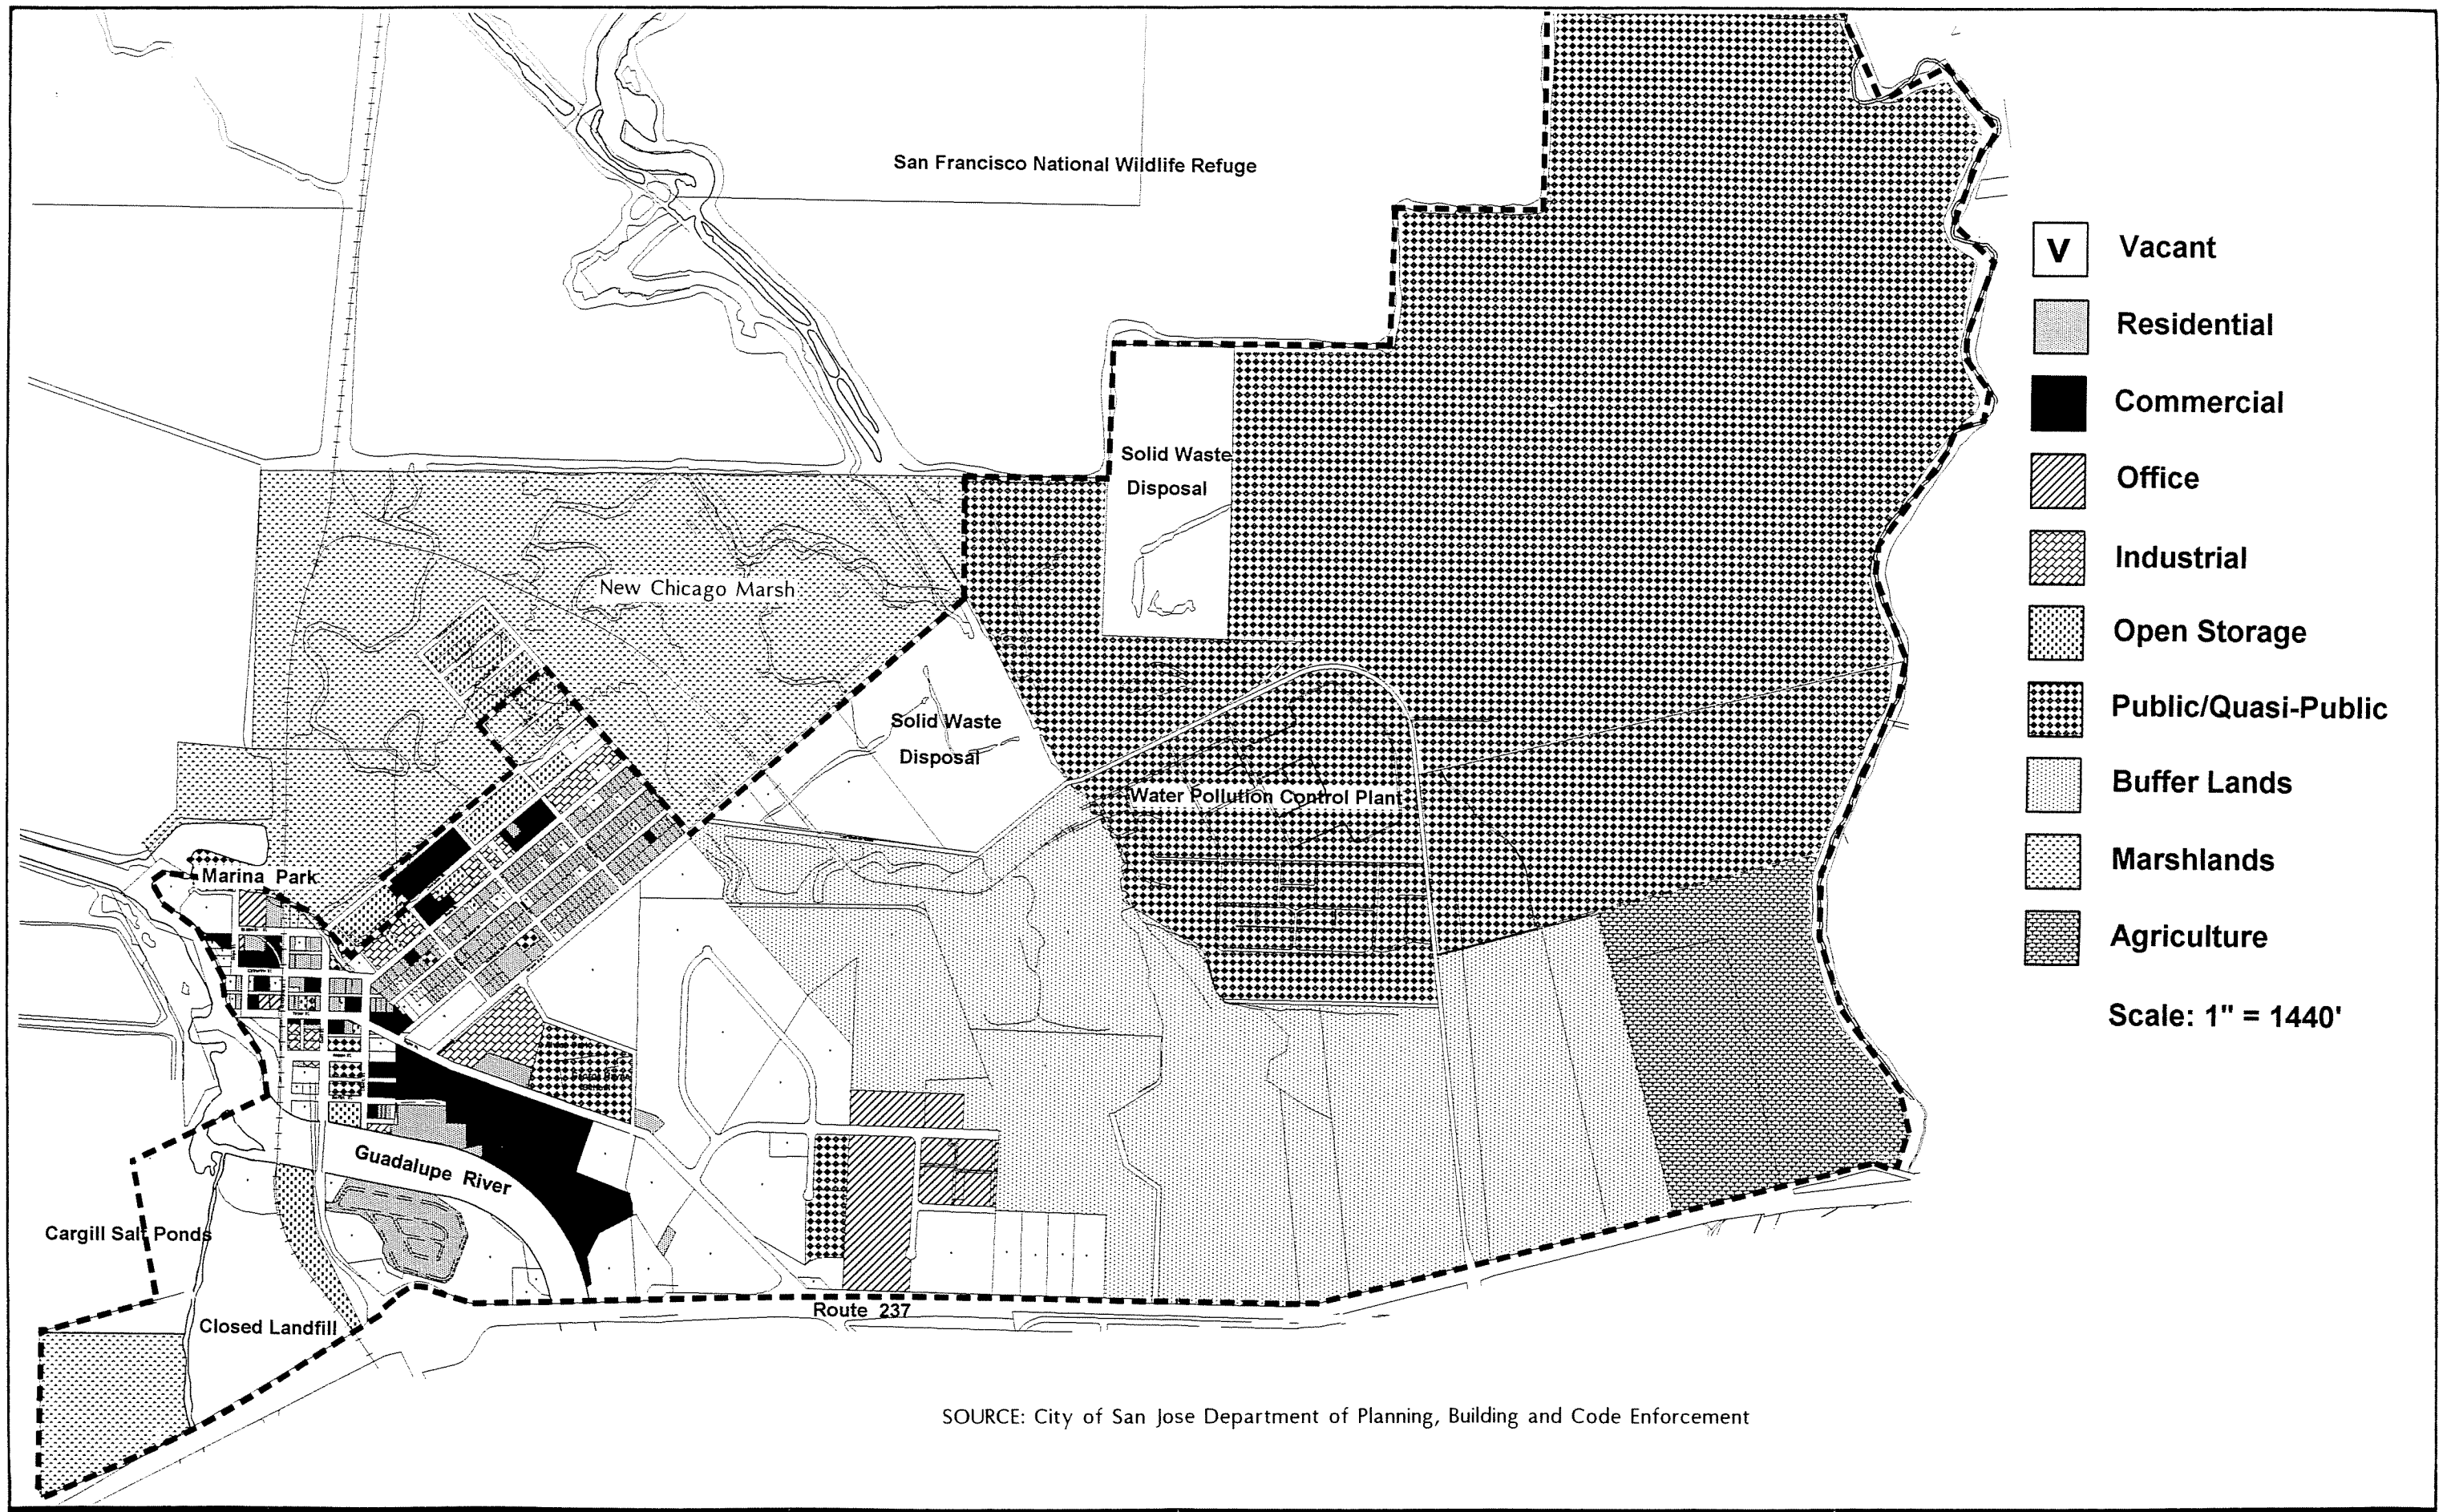 San Francisco National Wildlife Refuge
Solid Waste
Disposal
New Chicago Marsh
Solid Waste
Disposal
Water Pollution Control Plant
Marina Park
Guadalupe River
Cargill Salt Ponds
Closed Landfill
Route 237
V Vacant
Residential
Commercial
Office
Industrial
Open Storage
Public/Quasi-Public
Buffer Lands
Marshlands
Agriculture
Scale: 1" = 1440'
SOURCE: City of San Jose Department of Planning, Building and Code Enforcement